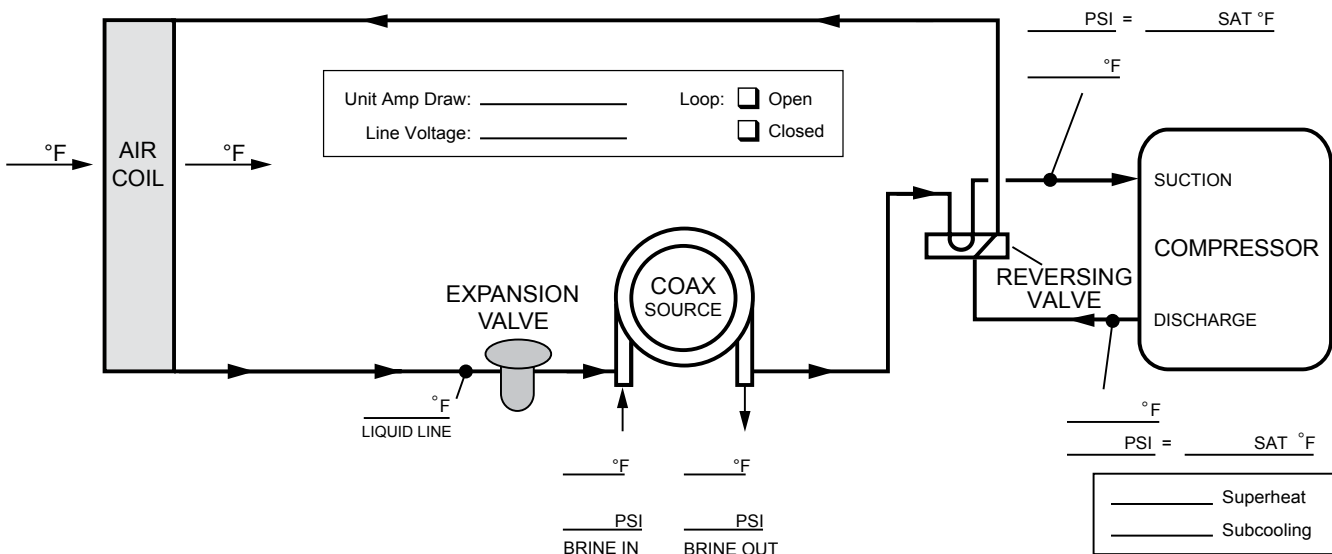 PSI = SAT °F
°F
Unit Amp Draw:
Loop: Open
Line Voltage:
Closed
°F
AIR
COIL
°F
SUCTION
COMPRESSOR
REVERSING
VALVE
DISCHARGE
COAX
SOURCE
EXPANSION
VALVE
°F
LIQUID LINE
°F
PSI = SAT °F
°F
PSI
BRINE IN
°F
PSI
BRINE OUT
Superheat
Subcooling